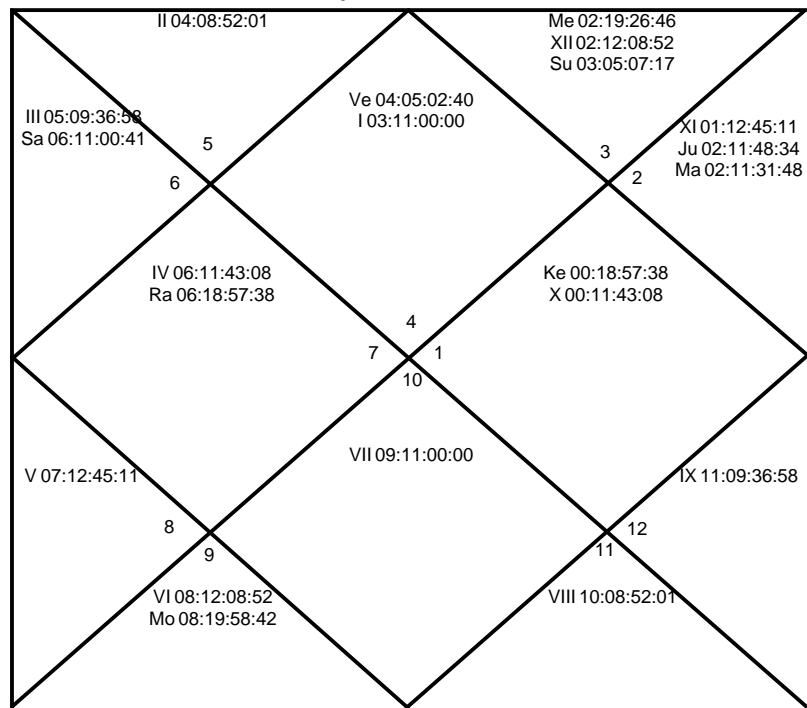 II 04:08:52:01
Me 02:19:26:46
XII 02:12:08:52
Su 03:05:07:17
Ve 04:05:02:40
I 03:11:00:00
III 05:09:36:58
Sa 06:11:00:41
XI 01:12:45:11
Ju 02:11:48:34
Ma 02:11:31:48
5
3
6
2
IV 06:11:43:08
Ra 06:18:57:38
Ke 00:18:57:38
X 00:11:43:08
4
7
1
10
VII 09:11:00:00
V 07:12:45:11
IX 11:09:36:58
8
12
9
11
VI 08:12:08:52
Mo 08:19:58:42
VIII 10:08:52:01